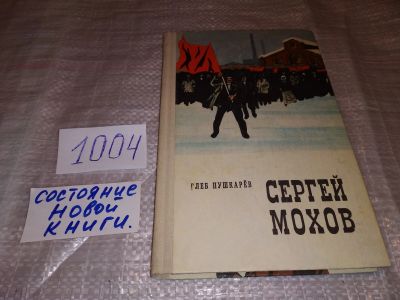 1004
состояние
новой
книги.
ГЛЕБ ПУШКАРЁВ
СЕРГЕЙ
МОХОВ